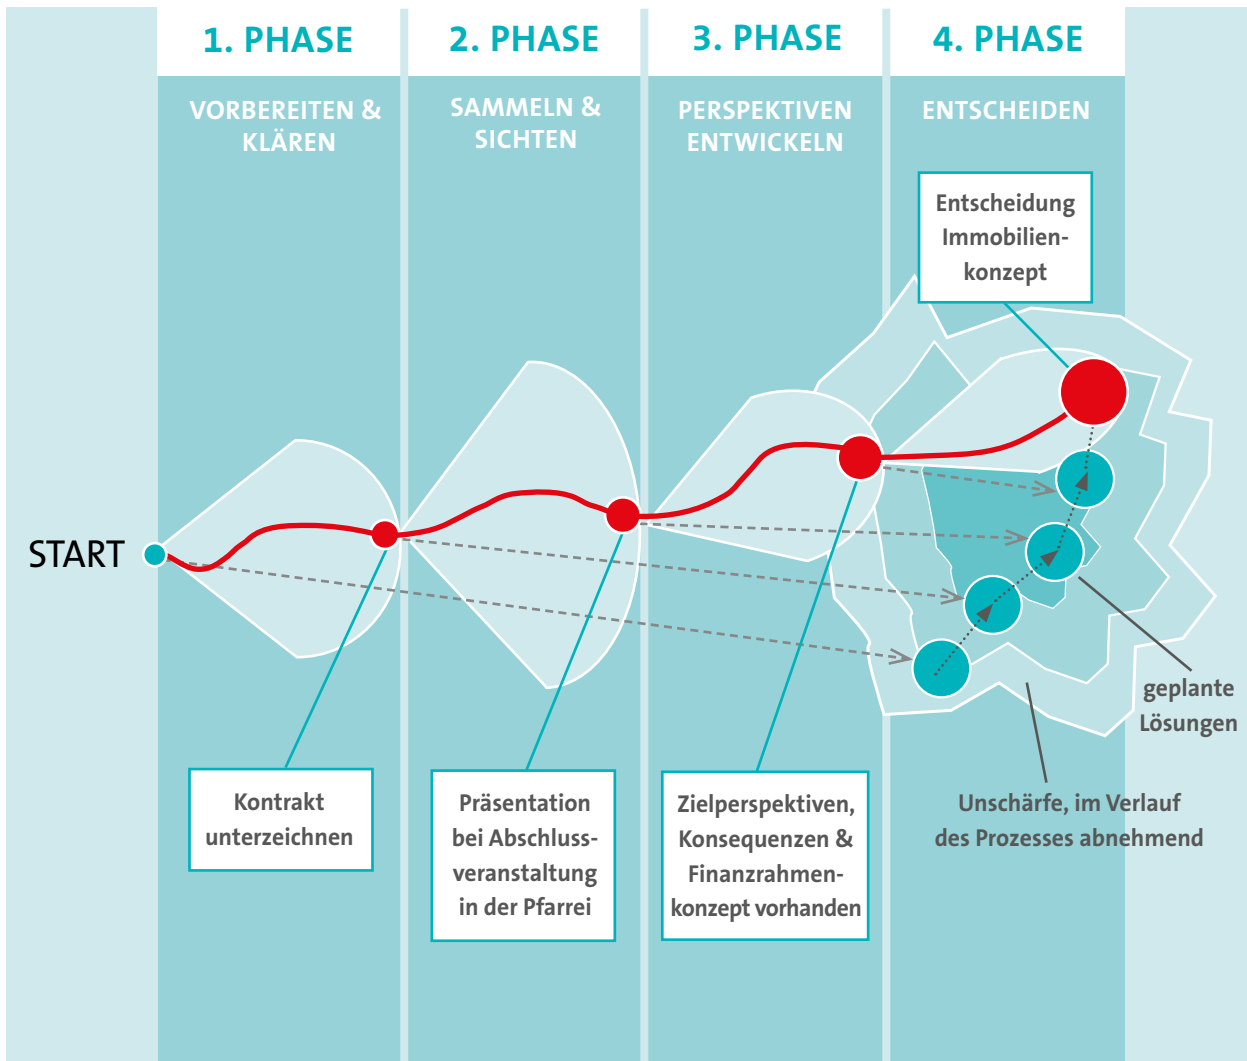 1. PHASE
2. PHASE
3. PHASE
4. PHASE
VORBEREITEN &
KLÄREN
SAMMELN &
SICHTEN
PERSPEKTIVEN
ENTWICKELN
ENTSCHEIDEN
Entscheidung
Immobilien-
konzept
START
geplante
Lösungen
Unschärfe, im Verlauf
des Prozesses abnehmend
Kontrakt
unterzeichnen
Präsentation
bei Abschluss-
veranstaltung
in der Pfarrei
Zielperspektiven,
Konsequenzen &
Finanzrahmen-
konzept vorhanden